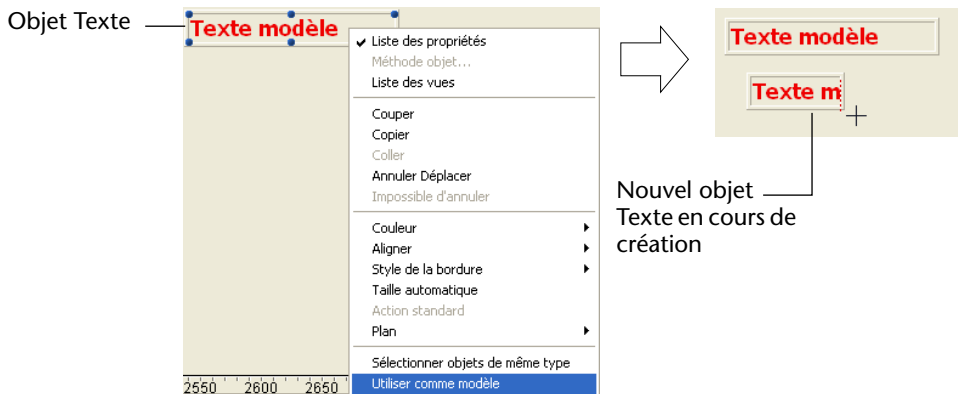 Objet Texte
Texte modèle
Liste des propriétés
Méthode objet...
Liste des vues
Couper
Copier
Coller
Annuler Déplacer
Impossible d'annuler
Couleur
Aligner
Style de la bordure
Taille automatique
Action standard
Plan
Sélectionner objets de même type
Utiliser comme modèle
2550 2600 2650
Texte modèle
Texte m
Nouvel objet
Texte en cours de
création